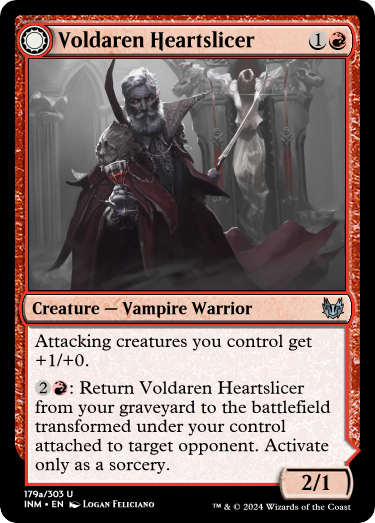 Voldaren Heartslicer 1
Creature — Vampire Warrior
Attacking creatures you control get
+1/+0.
2 : Return Voldaren Heartslicer
from your graveyard to the battlefield
transformed under your control
attached to target opponent. Activate
only as a sorcery.
2/1
179a/303 U
INM • EN Logan Feliciano
™ & © 2024 Wizards of the Coast